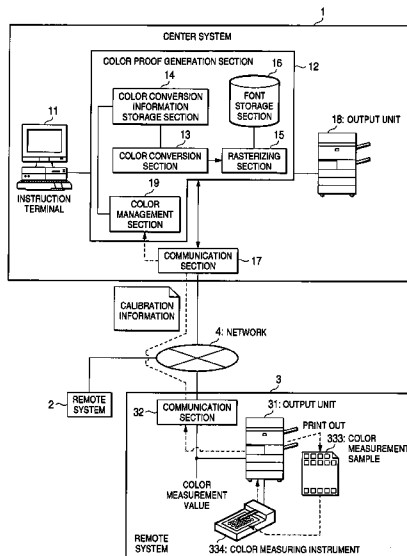 1
CENTER SYSTEM
COLOR PROOF GENERATION SECTION
12
14
COLOR CONVERSION
INFORMATION
STORAGE SECTION
16
FONT
STORAGE
SECTION
11
INSTRUCTION
TERMINAL
13
COLOR CONVERSION
SECTION
15
RASTERIZING
SECTION
18: OUTPUT UNIT
19
COLOR
MANAGEMENT
SECTION
COMMUNICATION
SECTION
17
CALIBRATION
INFORMATION
4: NETWORK
2
REMOTE
SYSTEM
3
32
COMMUNICATION
SECTION
31: OUTPUT UNIT
PRINT OUT
333: COLOR
MEASUREMENT
SAMPLE
COLOR
MEASUREMENT
VALUE
REMOTE
SYSTEM
334: COLOR MEASURING INSTRUMENT